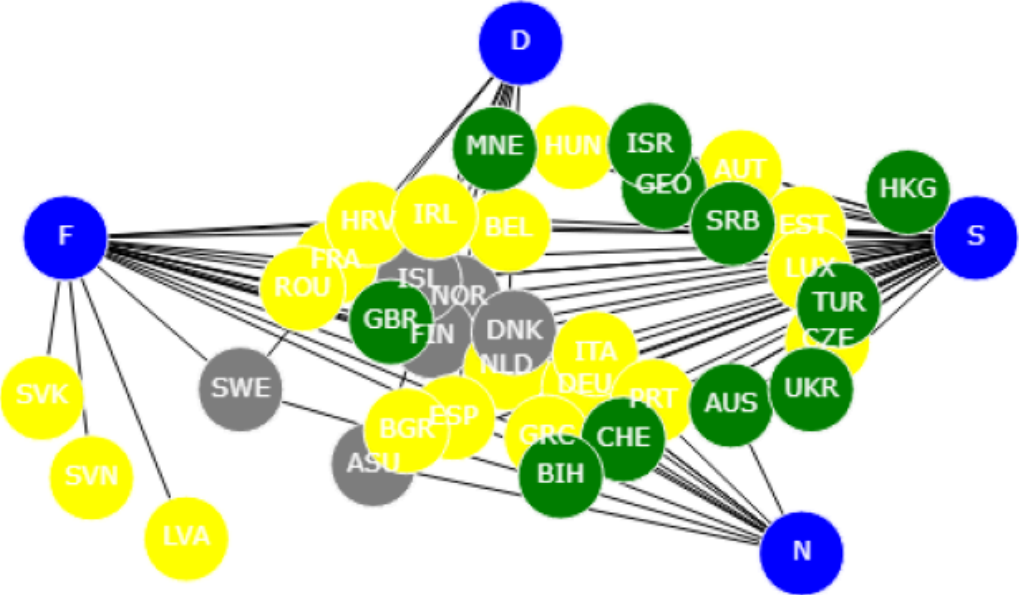 D
MNE
HUN
ISR
AUT
GEO
HKG
HRV
IRL
BEL
SRB
EST
F
S
FRA
ISL
NOR
LUX
ROU
TUR
GBR
FIN
DNK
CZE
ITA
NLD
DEU
SWE
SVK
PRT
AUS
UKR
BGR
ESP
GRC
CHE
ASU
BIH
SVN
LVA
N